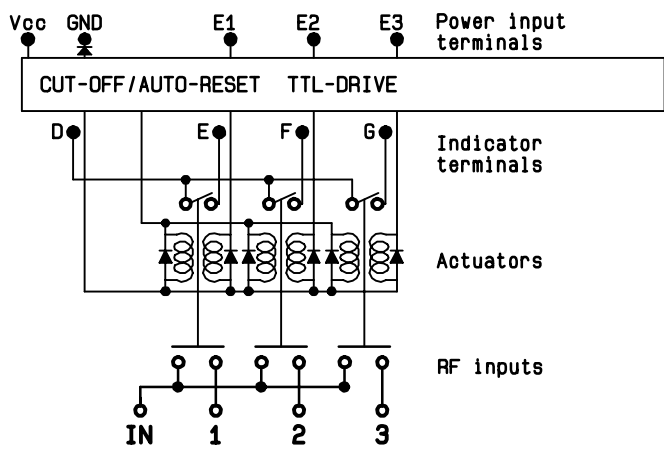 Vcc GND E1 E2 E3 Power input
terminals
CUT-OFF/AUTO-RESET TTL-DRIVE
D E F G Indicator
terminals
Actuators
RF inputs
IN 1 2 3